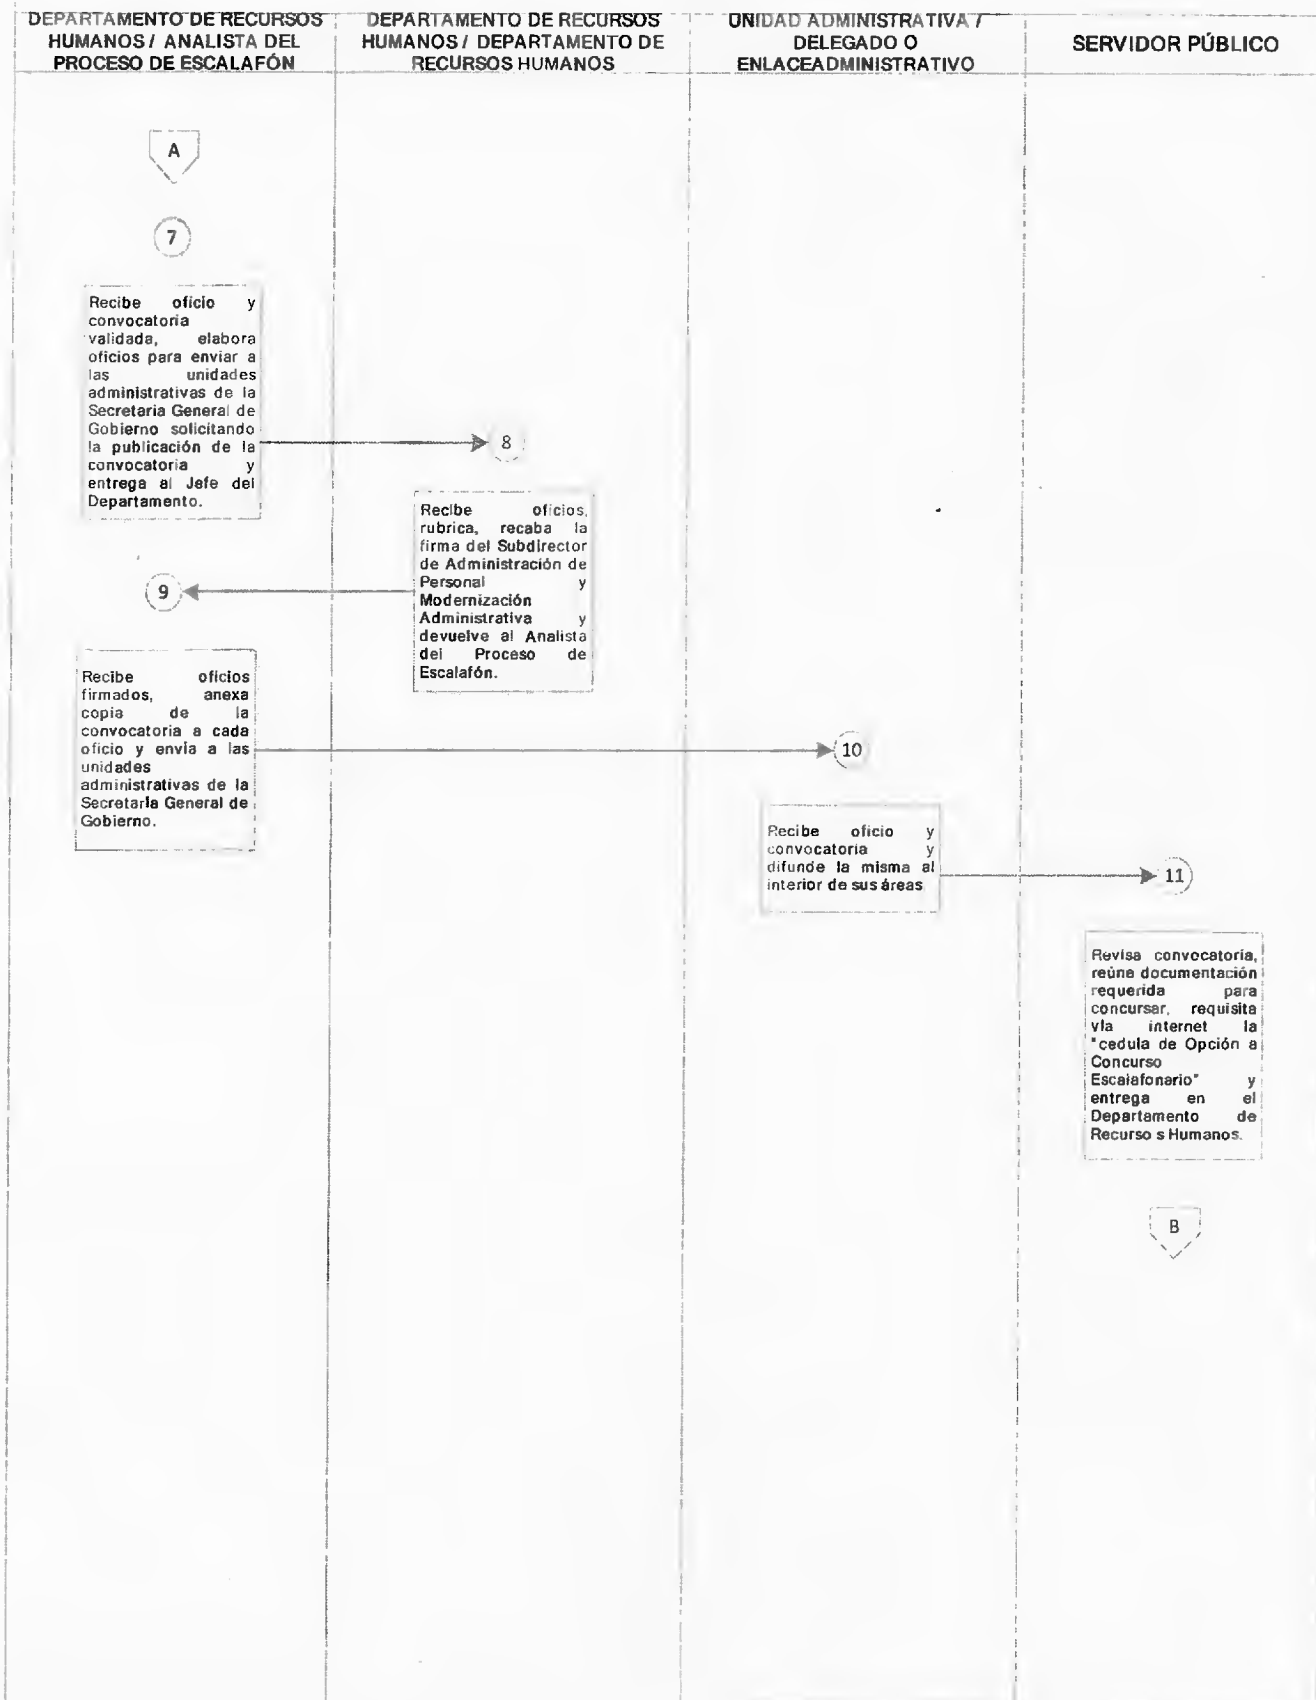 DEPARTAMENTO DE RECURSOS
HUMANOS / ANALISTA DEL
PROCESO DE ESCALAFÓN
DEPARTAMENTO DE RECURSOS
HUMANOS / DEPARTAMENTO DE
RECURSOS HUMANOS
UNIDAD ADMINISTRATIVA /
DELEGADO O
ENLACEADMINISTRATIVO
SERVIDOR PÚBLICO
A
7
Recibe oficio y
convocatoria
validada, elabora
oficios para enviar a
las unidades
administrativas de la
Secretaria General de
Gobierno solicitando
la publicación de la
convocatoria y
entrega al Jefe del
Departamento.
8
Recibe oficios,
rubrica, recaba la
firma del Subdirector
de Administración de
Personal y
Modernización
Administrativa y
devuelve al Analista
del Proceso de
Escalafón.
9
Recibe oficios
firmados, anexa
copia de la
convocatoria a cada
oficio y envía a las
unidades
administrativas de la
Secretaría General de
Gobierno.
10
Recibe oficio y
convocatoria y
difunde la misma al
interior de sus áreas
11
Revisa convocatoria,
reúne documentación
requerida para
concursar, requisita
vía internet la
"cedula de Opción a
Concurso
Escalafonario" y
entrega en el
Departamento de
Recurso s Humanos.
B